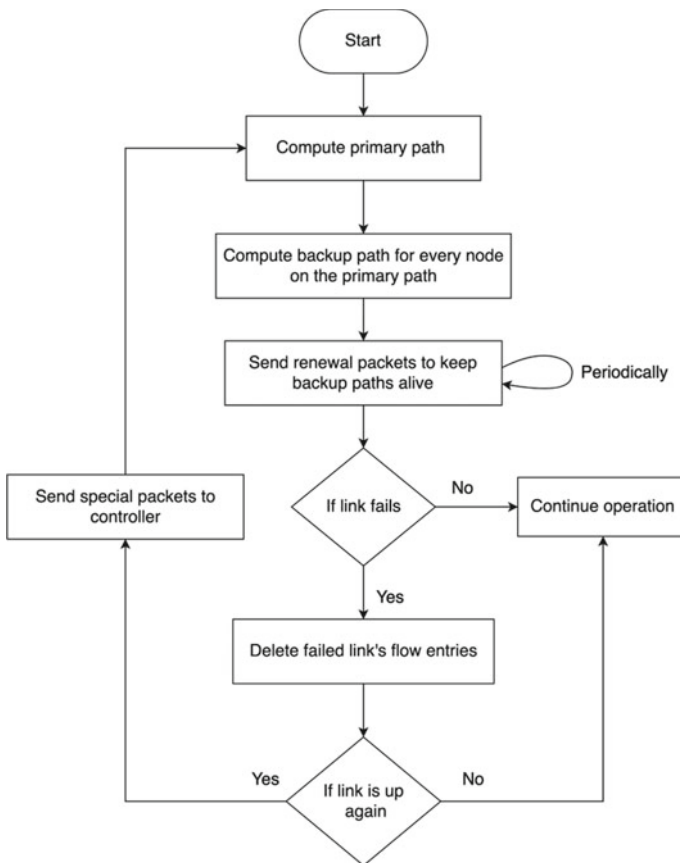 Start
Compute primary path
Compute backup path for every node
on the primary path
Send renewal packets to keep
backup paths alive
Periodically
Send special packets to
controller
If link fails
No
Continue operation
Yes
Delete failed link's flow entries
Yes
If link is up
again
No